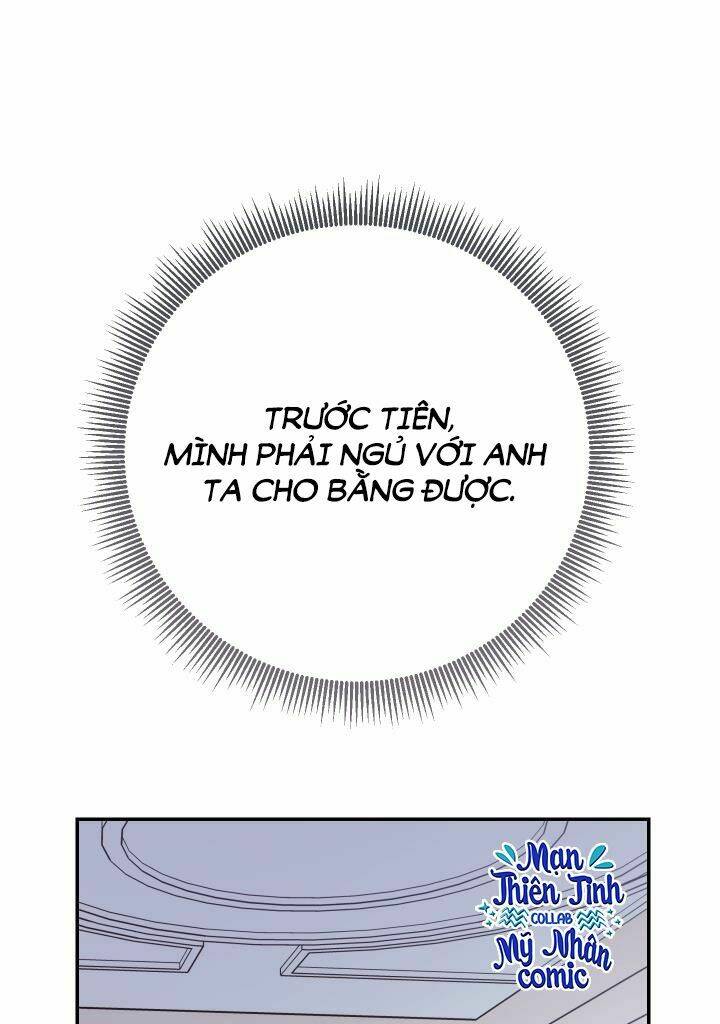 TRƯỚC TIÊN,
MÌNH PHẢI NGỦ VỚI ANH
TA CHO BẰNG ĐƯỢC.
Mạn
Thiên Tinh
COLLAB
Mỹ Nhân
comic